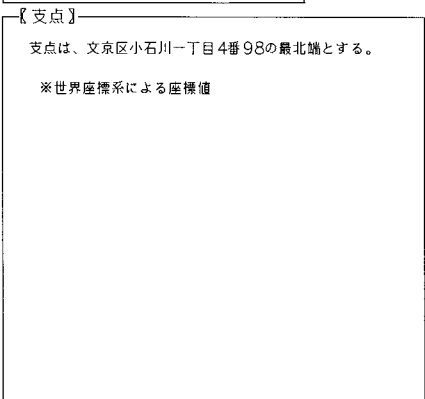 【支点】
支点は、文京区小石川一丁目4番98の最北端とする。
※世界座標系による座標値